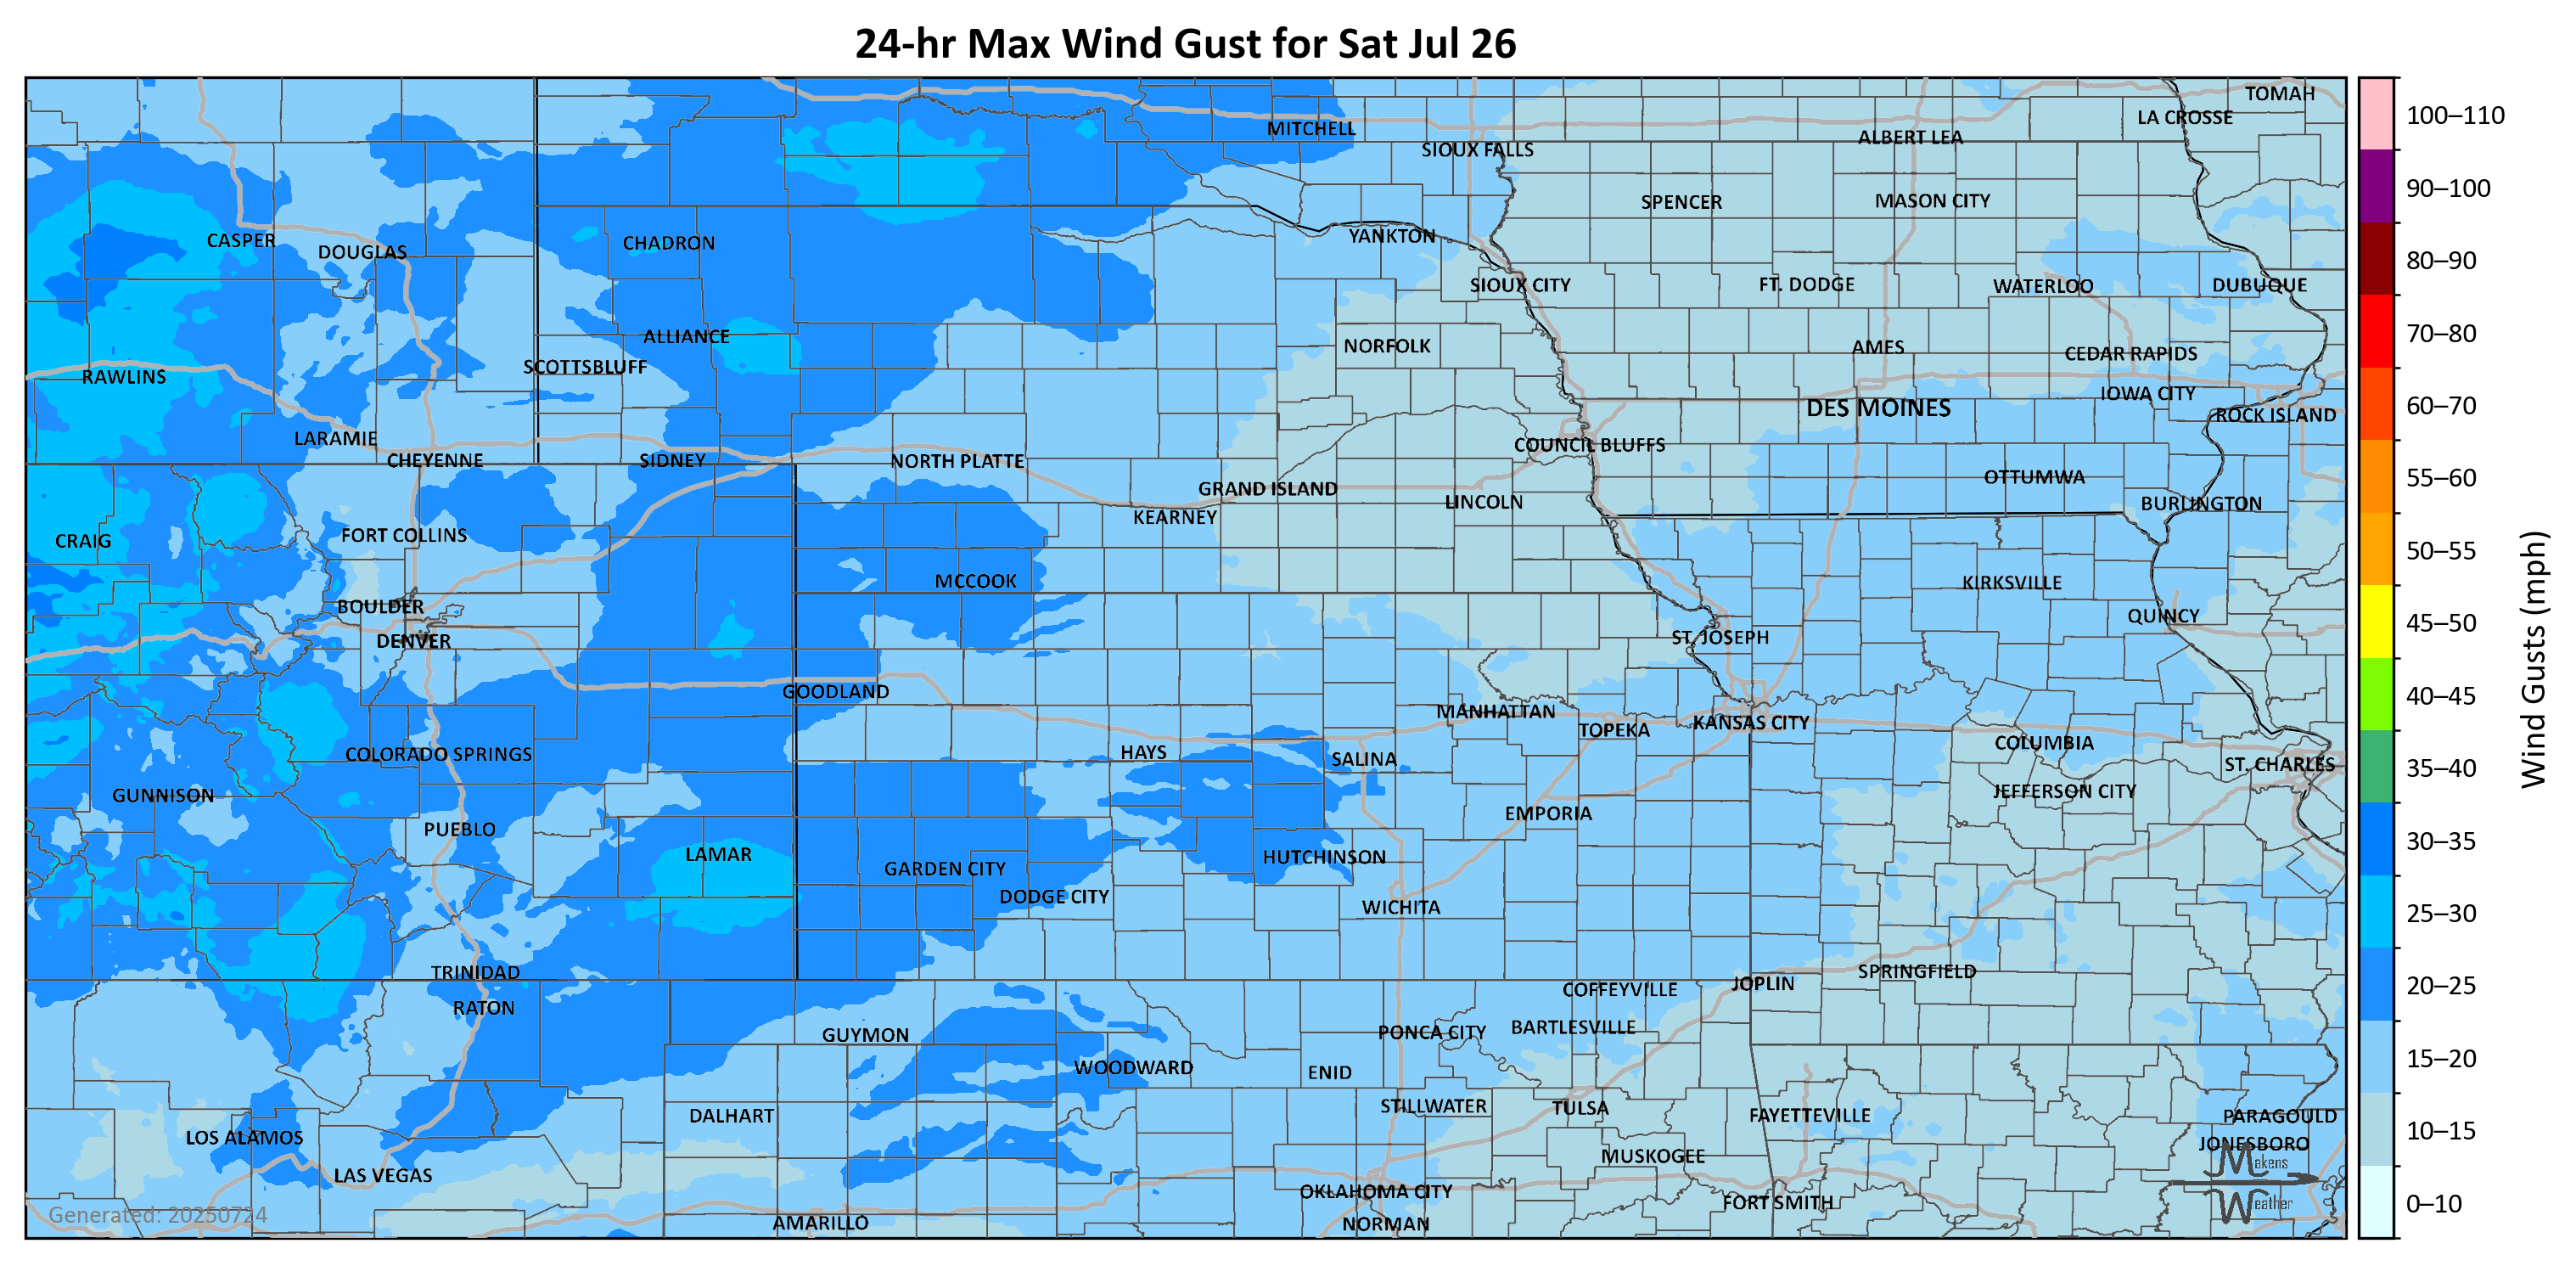 24-hr Max Wind Gust for Sat Jul 26
TOMAH
LA CROSSE
MITCHELL
ALBERT LEA
SIOUX FALLS
SPENCER
MASON CITY
CASPER
CHADRON
YANKTON
DOUGLAS
SIOUX CITY
FT. DODGE
WATERLOO
DUBUQUE
ALLIANCE
NORFOLK
AMES
CEDAR RAPIDS
SCOTTSBLUFF
RAWLINS
IOWA CITY
DES MOINES
ROCK ISLAND
LARAMIE
COUNCIL BLUFFS
CHEYENNE
SIDNEY
NORTH PLATTE
OTTUMWA
GRAND ISLAND
LINCOLN
BURLINGTON
KEARNEY
FORT COLLINS
CRAIG
MCCOOK
KIRKSVILLE
BOULDER
QUINCY
DENVER
ST. JOSEPH
GOODLAND
MANHATTAN
KANSAS CITY
TOPEKA
COLUMBIA
HAYS
COLORADO SPRINGS
SALINA
ST. CHARLES
GUNNISON
JEFFERSON CITY
EMPORIA
PUEBLO
LAMAR
HUTCHINSON
GARDEN CITY
DODGE CITY
WICHITA
TRINIDAD
SPRINGFIELD
JOPLIN
COFFEYVILLE
RATON
BARTLESVILLE
PONCA CITY
GUYMON
WOODWARD
ENID
STILLWATER
TULSA
DALHART
FAYETTEVILLE
PARAGOULD
LOS ALAMOS
JONESBORO
MUSKOGEE
LAS VEGAS
OKLAHOMA CITY
FORT SMITH
AMARILLO
NORMAN
Generated: 20250724
Makens
Weather
100–110
90–100
80–90
70–80
60–70
55–60
50–55
45–50
40–45
35–40
30–35
25–30
20–25
15–20
10–15
0–10
Wind Gusts (mph)